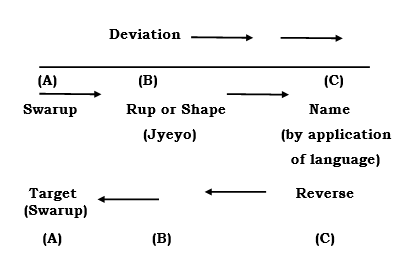 Deviation
(A) (B) (C)
Swarup Rup or Shape Name
(Jyeyo) (by application
of language)
Target Reverse
(Swarup)
(A) (B) (C)